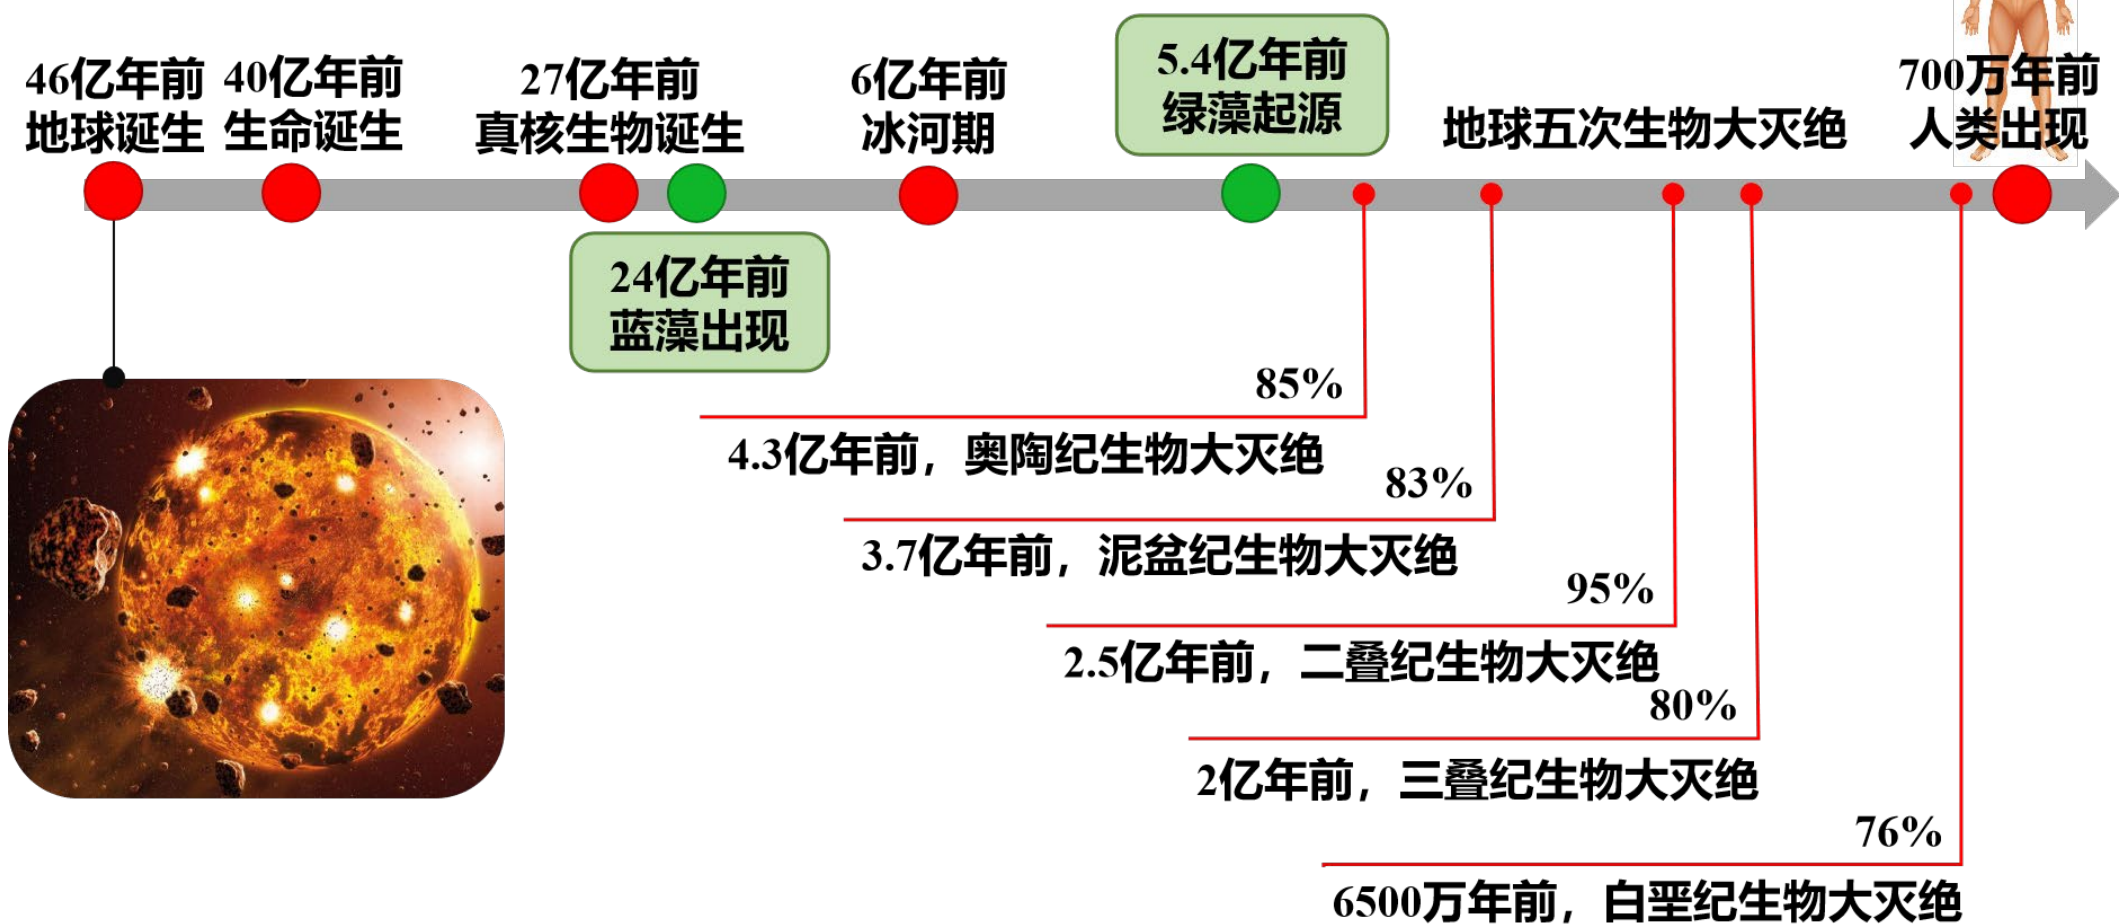 46亿年前
地球诞生
40亿年前
生命诞生
27亿年前
真核生物诞生
24亿年前
蓝藻出现
6亿年前
冰河期
5.4亿年前
绿藻起源
地球五次生物大灭绝
700万年前
人类出现
85%
4.3亿年前，奥陶纪生物大灭绝
83%
3.7亿年前，泥盆纪生物大灭绝
95%
2.5亿年前，二叠纪生物大灭绝
80%
2亿年前，三叠纪生物大灭绝
76%
6500万年前，白垩纪生物大灭绝